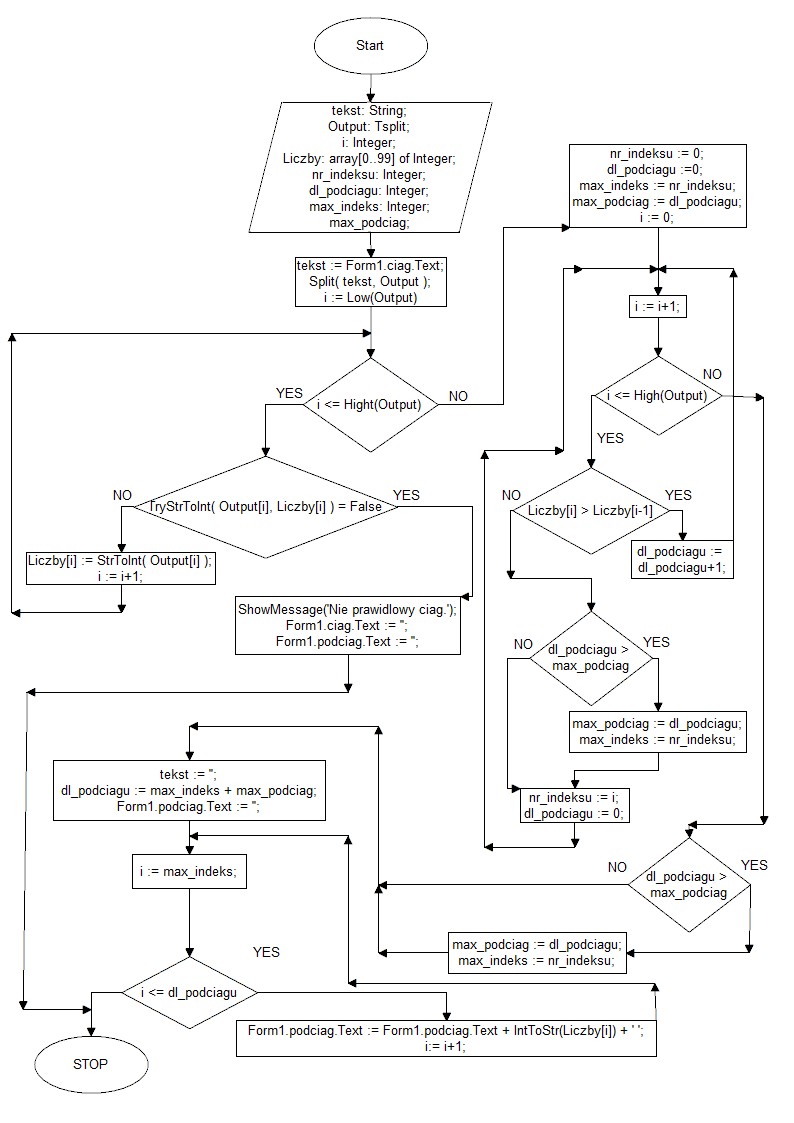 Start
tekst: String;
Output: Tsplit;
i: Integer;
Liczby: array[0..99] of Integer;
nr_indeksu: Integer;
dl_podciagu: Integer;
max_indeks: Integer;
max_podciag;
tekst := Form1.ciag.Text;
Split( tekst, Output );
i := Low(Output)
YES
i <= Hight(Output)
NO
NO
TryStrToInt( Output[i], Liczby[i] ) = False
YES
Liczby[i] := StrToInt( Output[i] );
i := i+1;
ShowMessage('Nie prawidlowy ciag.');
Form1.ciag.Text := '';
Form1.podciag.Text := '';
nr_indeksu := 0;
dl_podciagu :=0;
max_indeks := nr_indeksu;
max_podciag := dl_podciagu;
i := 0;
i := i+1;
NO
i <= High(Output)
YES
NO
Liczby[i] > Liczby[i-1]
YES
dl_podciagu :=
dl_podciagu+1;
NO
dl_podciagu >
max_podciag
YES
max_podciag := dl_podciagu;
max_indeks := nr_indeksu;
nr_indeksu := i;
dl_podciagu := 0;
NO
dl_podciagu >
max_podciag
YES
max_podciag := dl_podciagu;
max_indeks := nr_indeksu;
tekst := '';
dl_podciagu := max_indeks + max_podciag;
Form1.podciag.Text := '';
i := max_indeks;
YES
i <= dl_podciagu
Form1.podciag.Text := Form1.podciag.Text + IntToStr(Liczby[i]) + ' ';
i:= i+1;
STOP